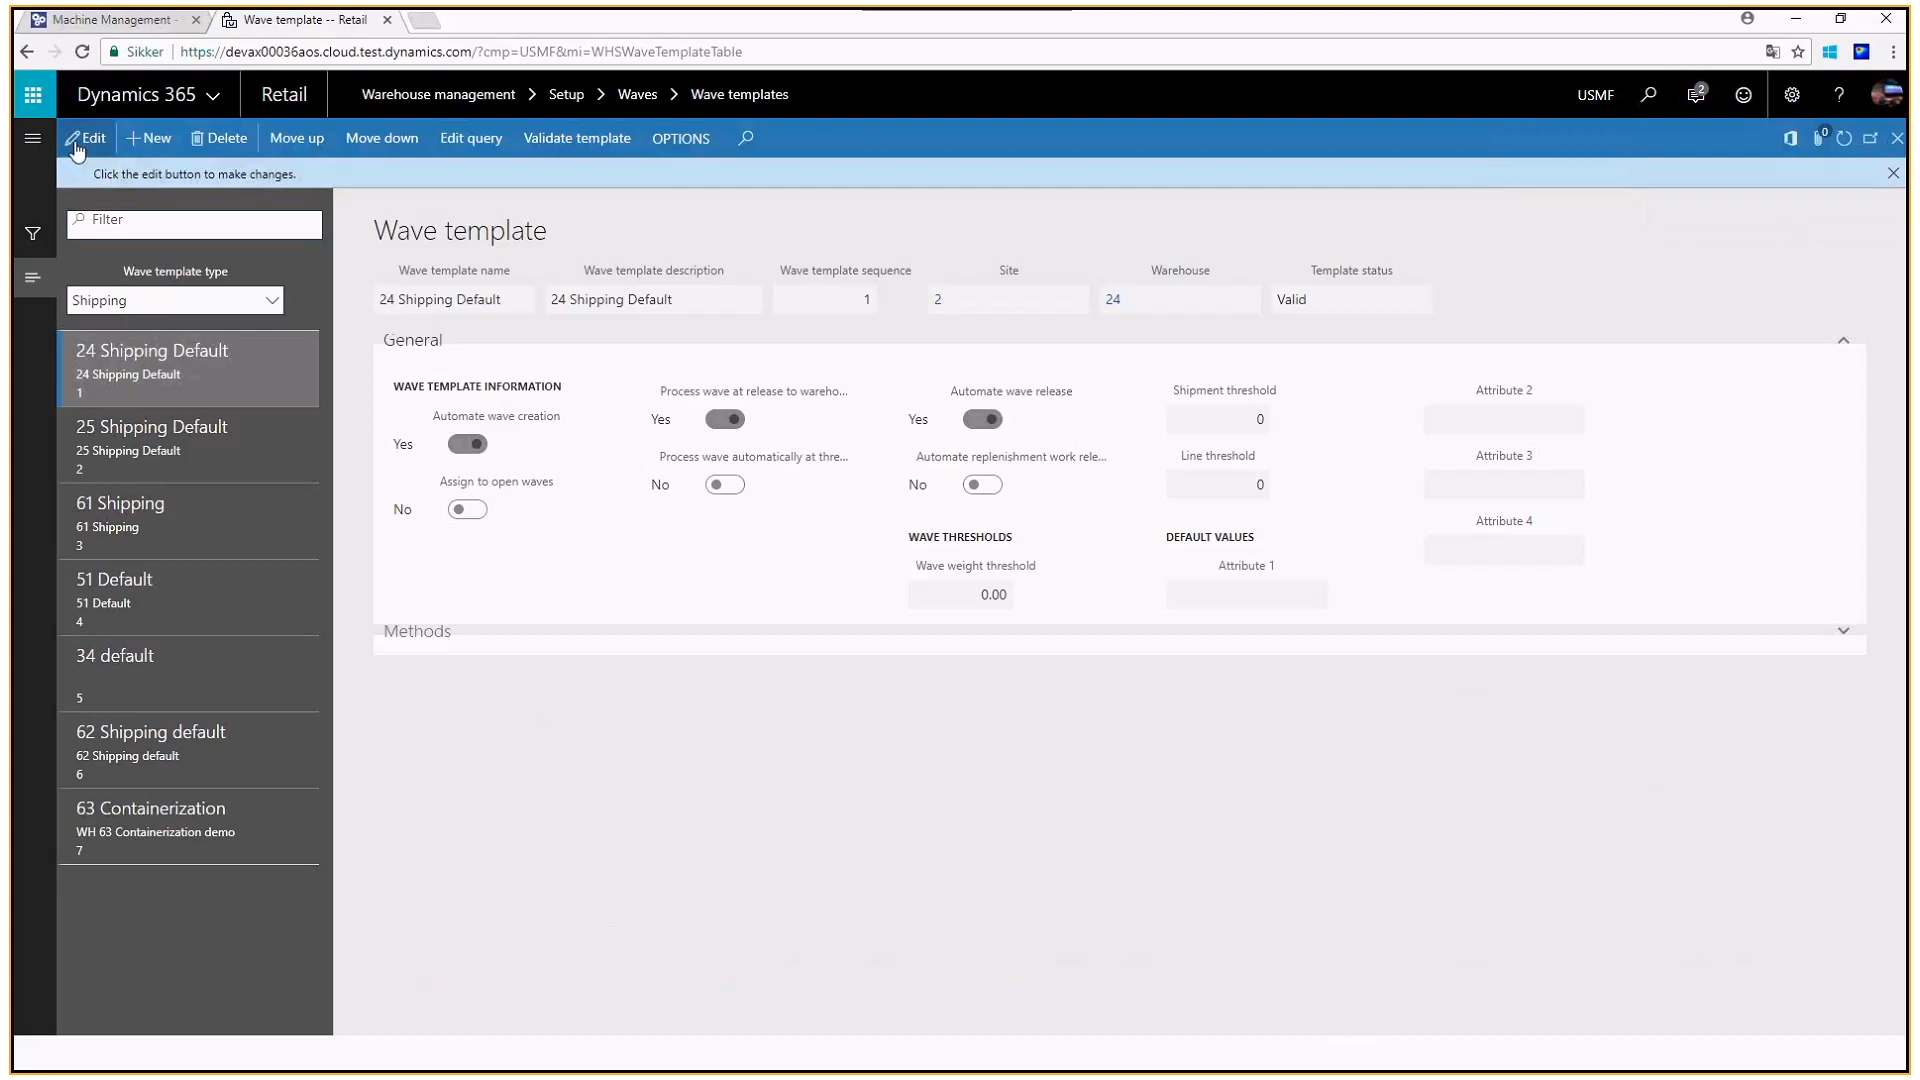 Machine Management -
Wave template -- Retail
Sikker https://devax00036aos.cloud.test.dynamics.com/?cmp=USMF&mi=WHSWaveTemplateTable
Dynamics 365 Retail Warehouse management > Setup > Waves > Wave templates USMF 2
Edit New Delete Move up Move down Edit query Validate template OPTIONS 0
Click the edit button to make changes.
Filter
Wave template type
Shipping
24 Shipping Default
24 Shipping Default
1
25 Shipping Default
25 Shipping Default
2
61 Shipping
61 Shipping
3
51 Default
51 Default
4
34 default
5
62 Shipping default
62 Shipping default
6
63 Containerization
WH 63 Containerization demo
7
Wave template
Wave template name Wave template description Wave template sequence Site Warehouse Template status
24 Shipping Default 24 Shipping Default 1 2 24 Valid
General
WAVE TEMPLATE INFORMATION
Automate wave creation
Yes
Assign to open waves
No
Process wave at release to wareho...
Yes
Process wave automatically at thre...
No
Automate wave release
Yes
Automate replenishment work rele...
No
WAVE THRESHOLDS
Wave weight threshold
0.00
Shipment threshold
0
Line threshold
0
DEFAULT VALUES
Attribute 1
Attribute 2
Attribute 3
Attribute 4
Methods